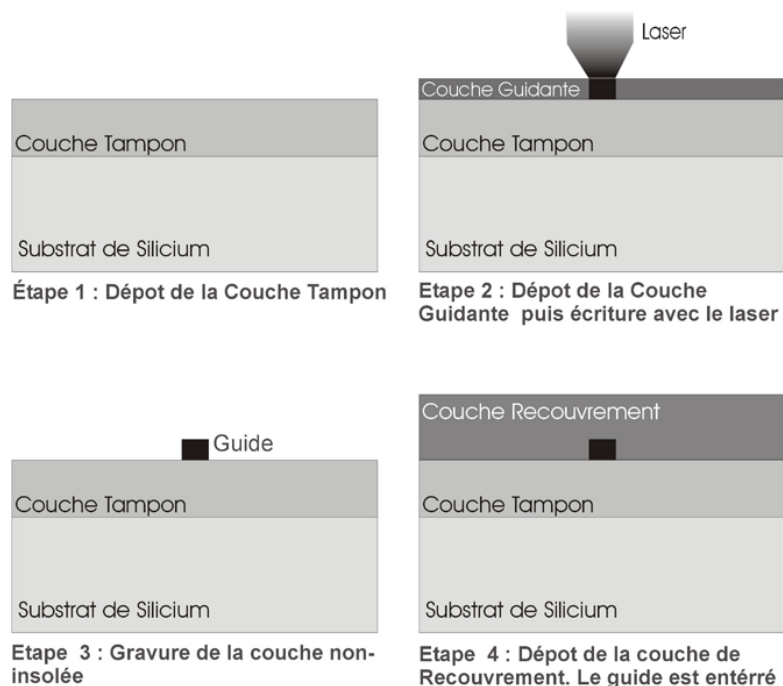 Couche Tampon
Substrat de Silicium
Étape 1 : Dépot de la Couche Tampon
Laser
Couche Guidante
Couche Tampon
Substrat de Silicium
Etape 2 : Dépot de la Couche
Guidante puis écriture avec le laser
Guide
Couche Tampon
Substrat de Silicium
Etape 3 : Gravure de la couche non-
insolée
Couche Recouvrement
Couche Tampon
Substrat de Silicium
Etape 4 : Dépot de la couche de
Recouvrement. Le guide est entérré